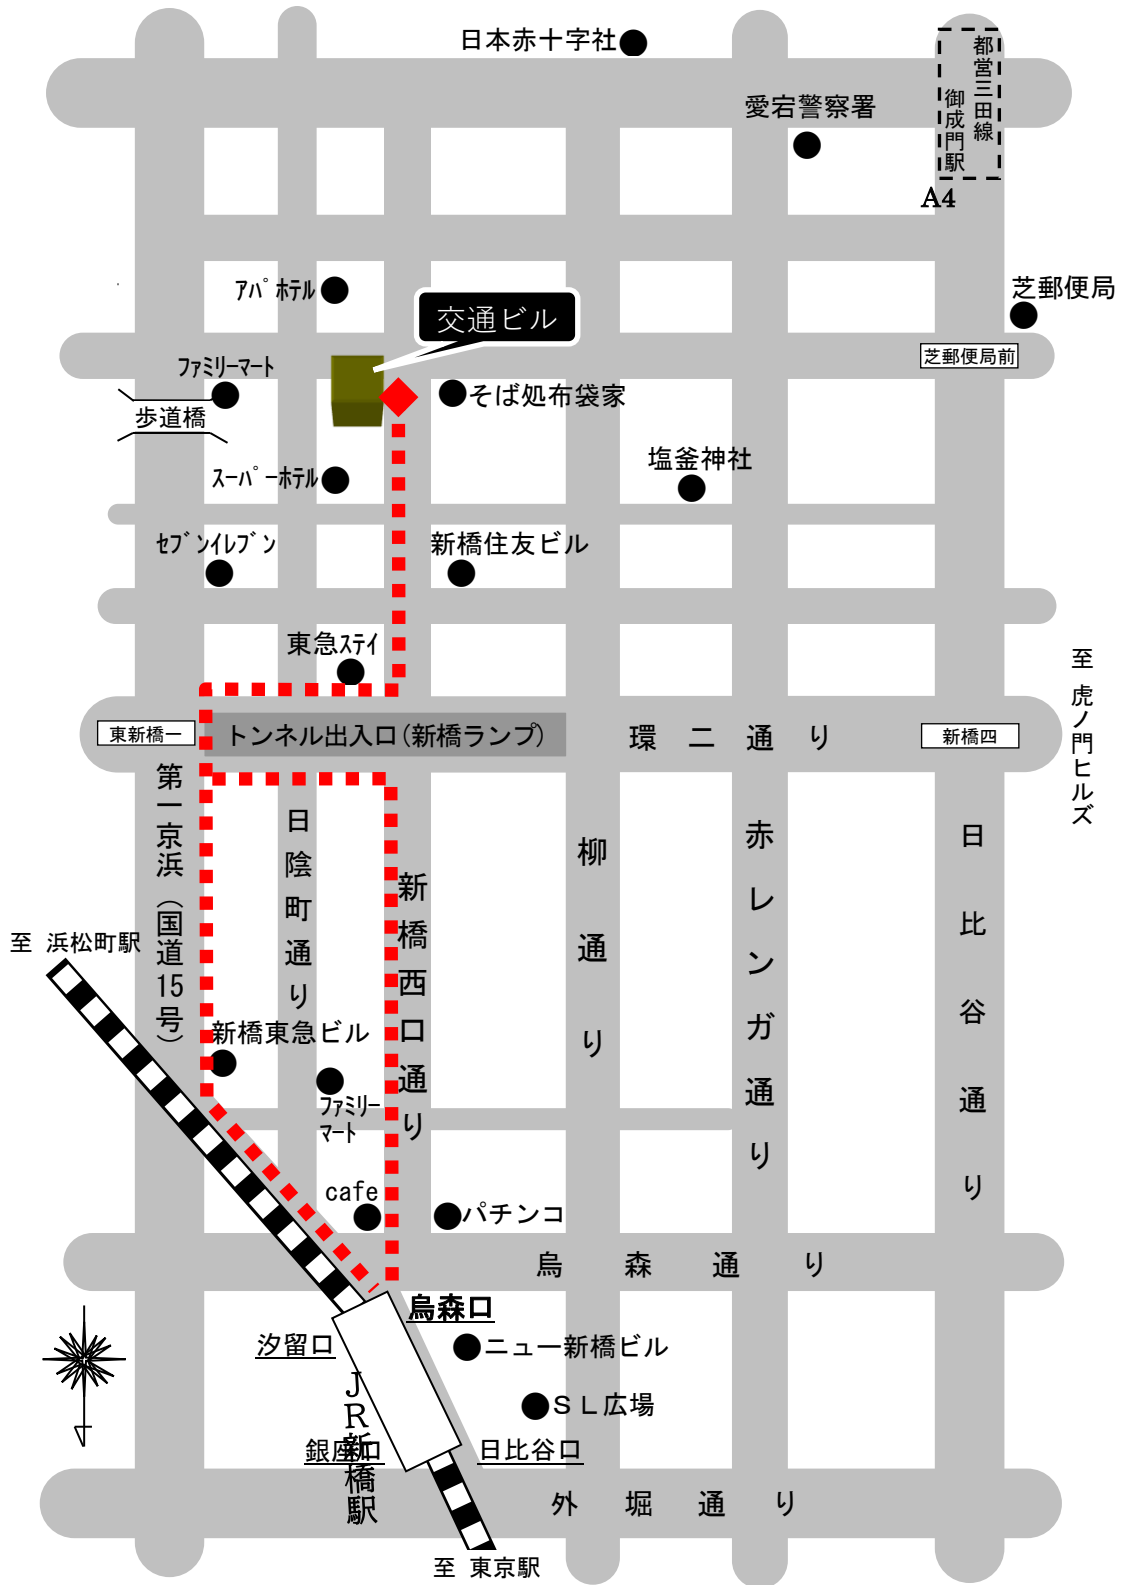 日本赤十字社
都営三田線
御成門駅
愛宕警察署
A4
アパホテル
交通ビル
芝郵便局
芝郵便局前
ファミリーマート
歩道橋
そば処布袋家
塩釜神社
スーパーホテル
セブンイレブン
新橋住友ビル
東急ステイ
至 虎ノ門ヒルズ
東新橋一
トンネル出入口(新橋ランプ)
環二通り
新橋四
第一京浜(国道15号)
日陰町通り
新橋西口通り
柳通り
赤レンガ通り
日比谷通り
至 浜松町駅
新橋東急ビル
ファミリー
マート
cafe
パチンコ
烏森通り
烏森口
汐留口
ニュー新橋ビル
JR新橋駅
SL広場
銀座口
日比谷口
外堀通り
至 東京駅